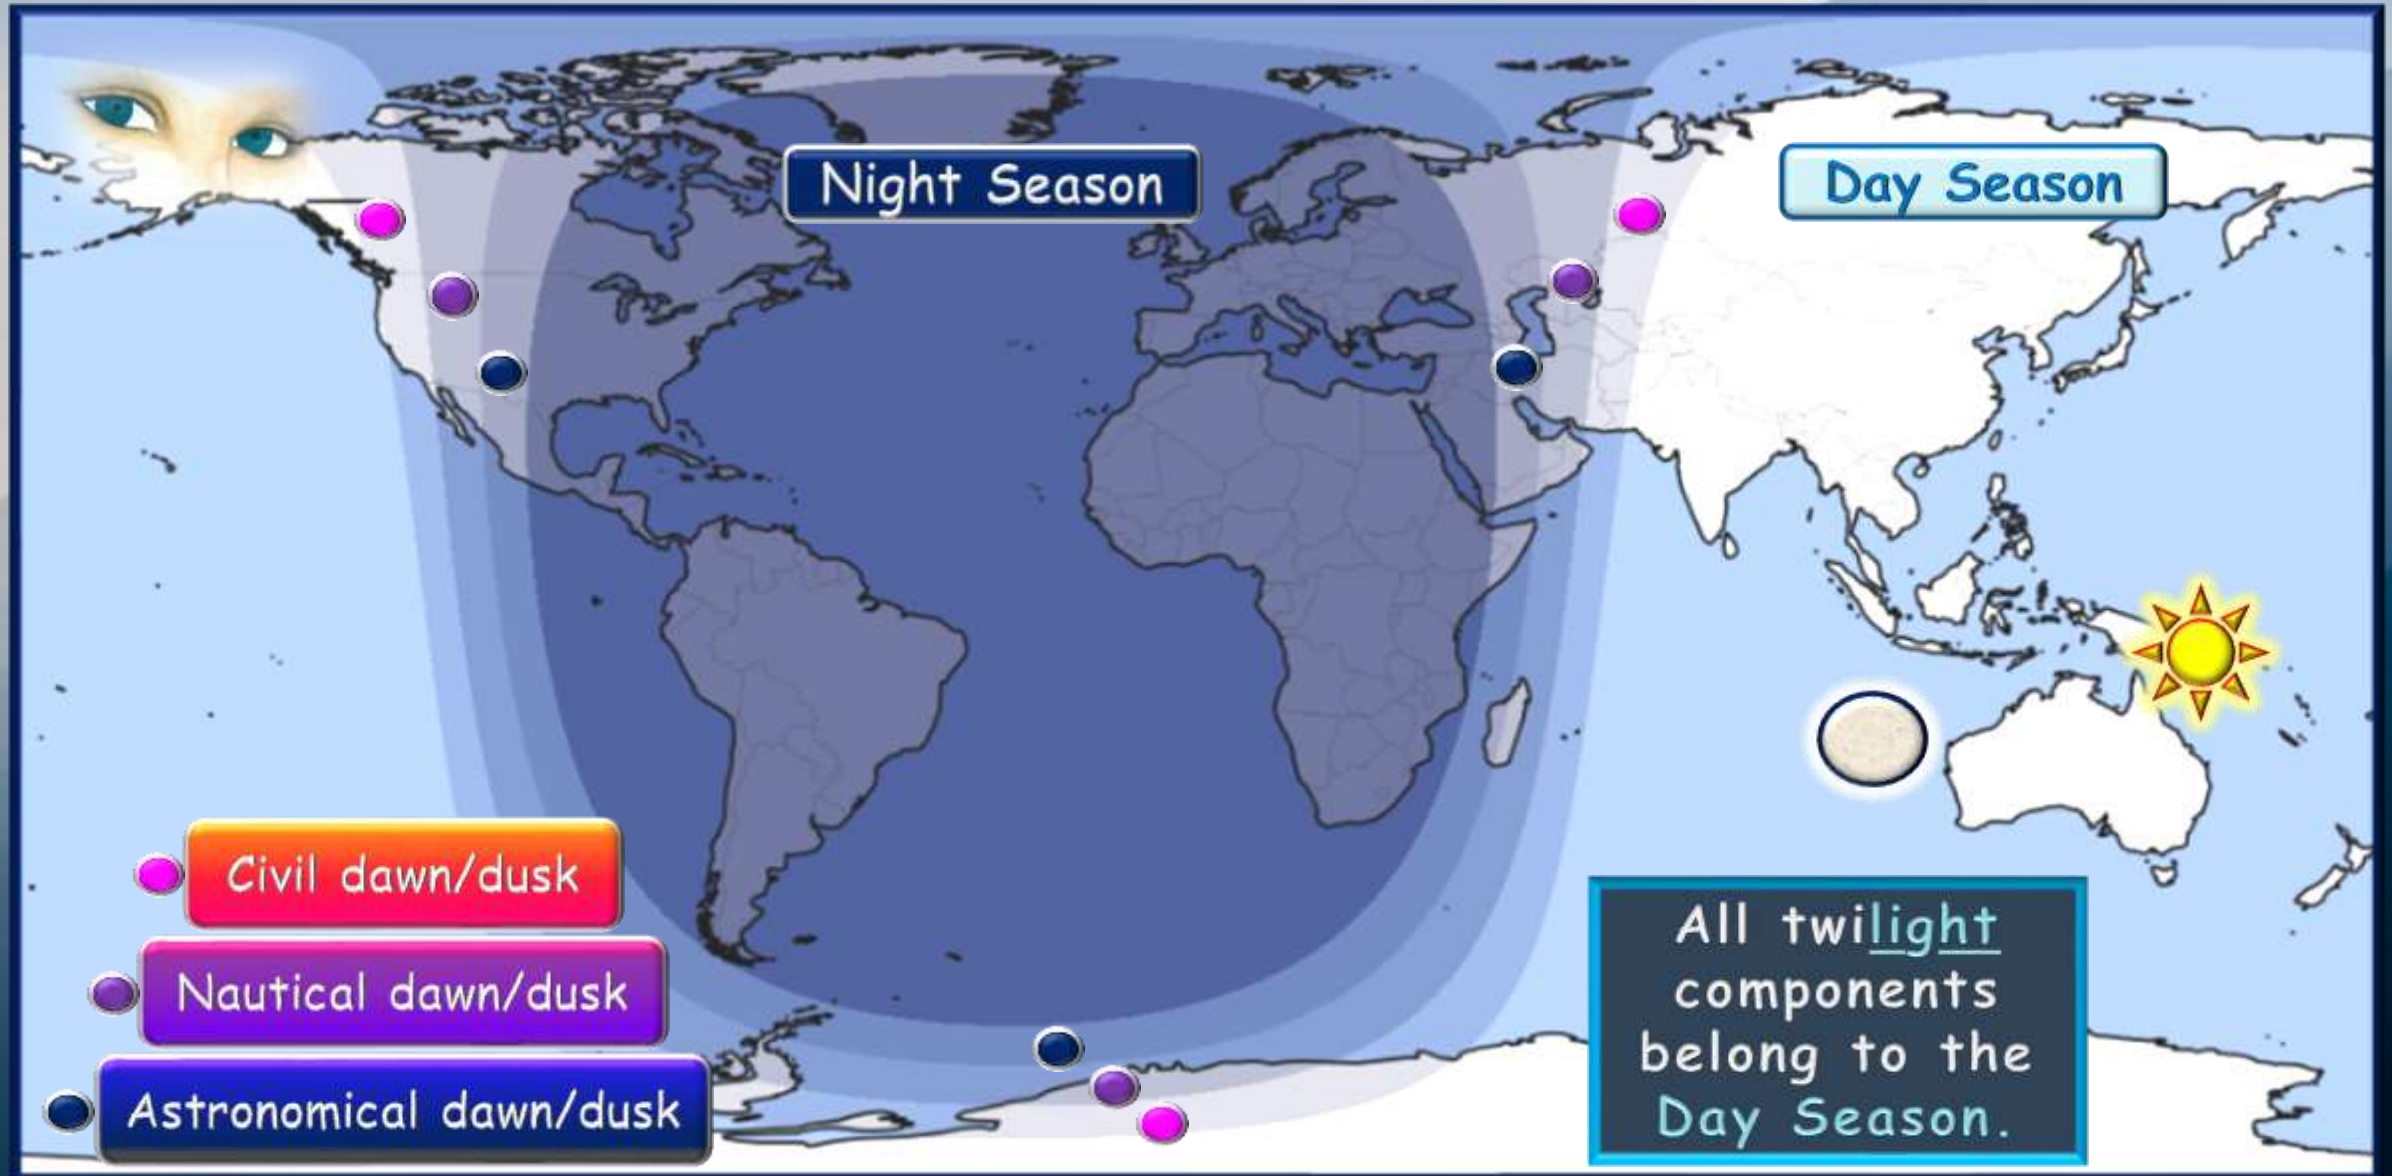 Night Season
Day Season
Civil dawn/dusk
Nautical dawn/dusk
Astronomical dawn/dusk
All twilight
components
belong to the
Day Season.